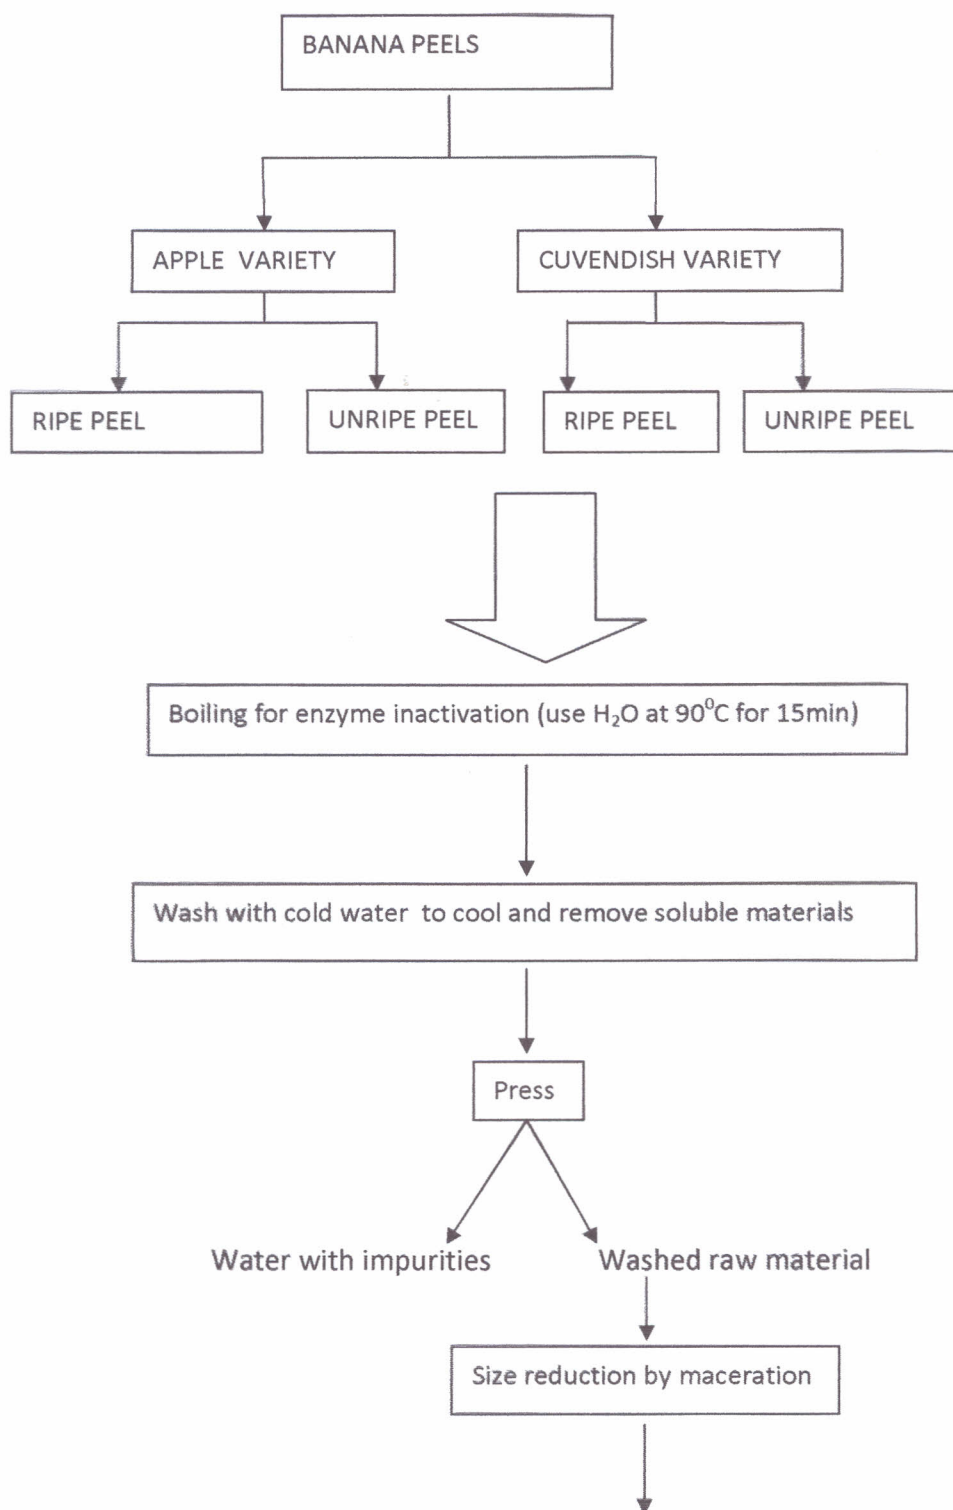 BANANA PEELS
APPLE VARIETY
CUVENDISH VARIETY
RIPE PEEL
UNRIPE PEEL
RIPE PEEL
UNRIPE PEEL
Boiling for enzyme inactivation (use H₂O at 90⁰C for 15min)
Wash with cold water to cool and remove soluble materials
Press
Water with impurities
Washed raw material
Size reduction by maceration